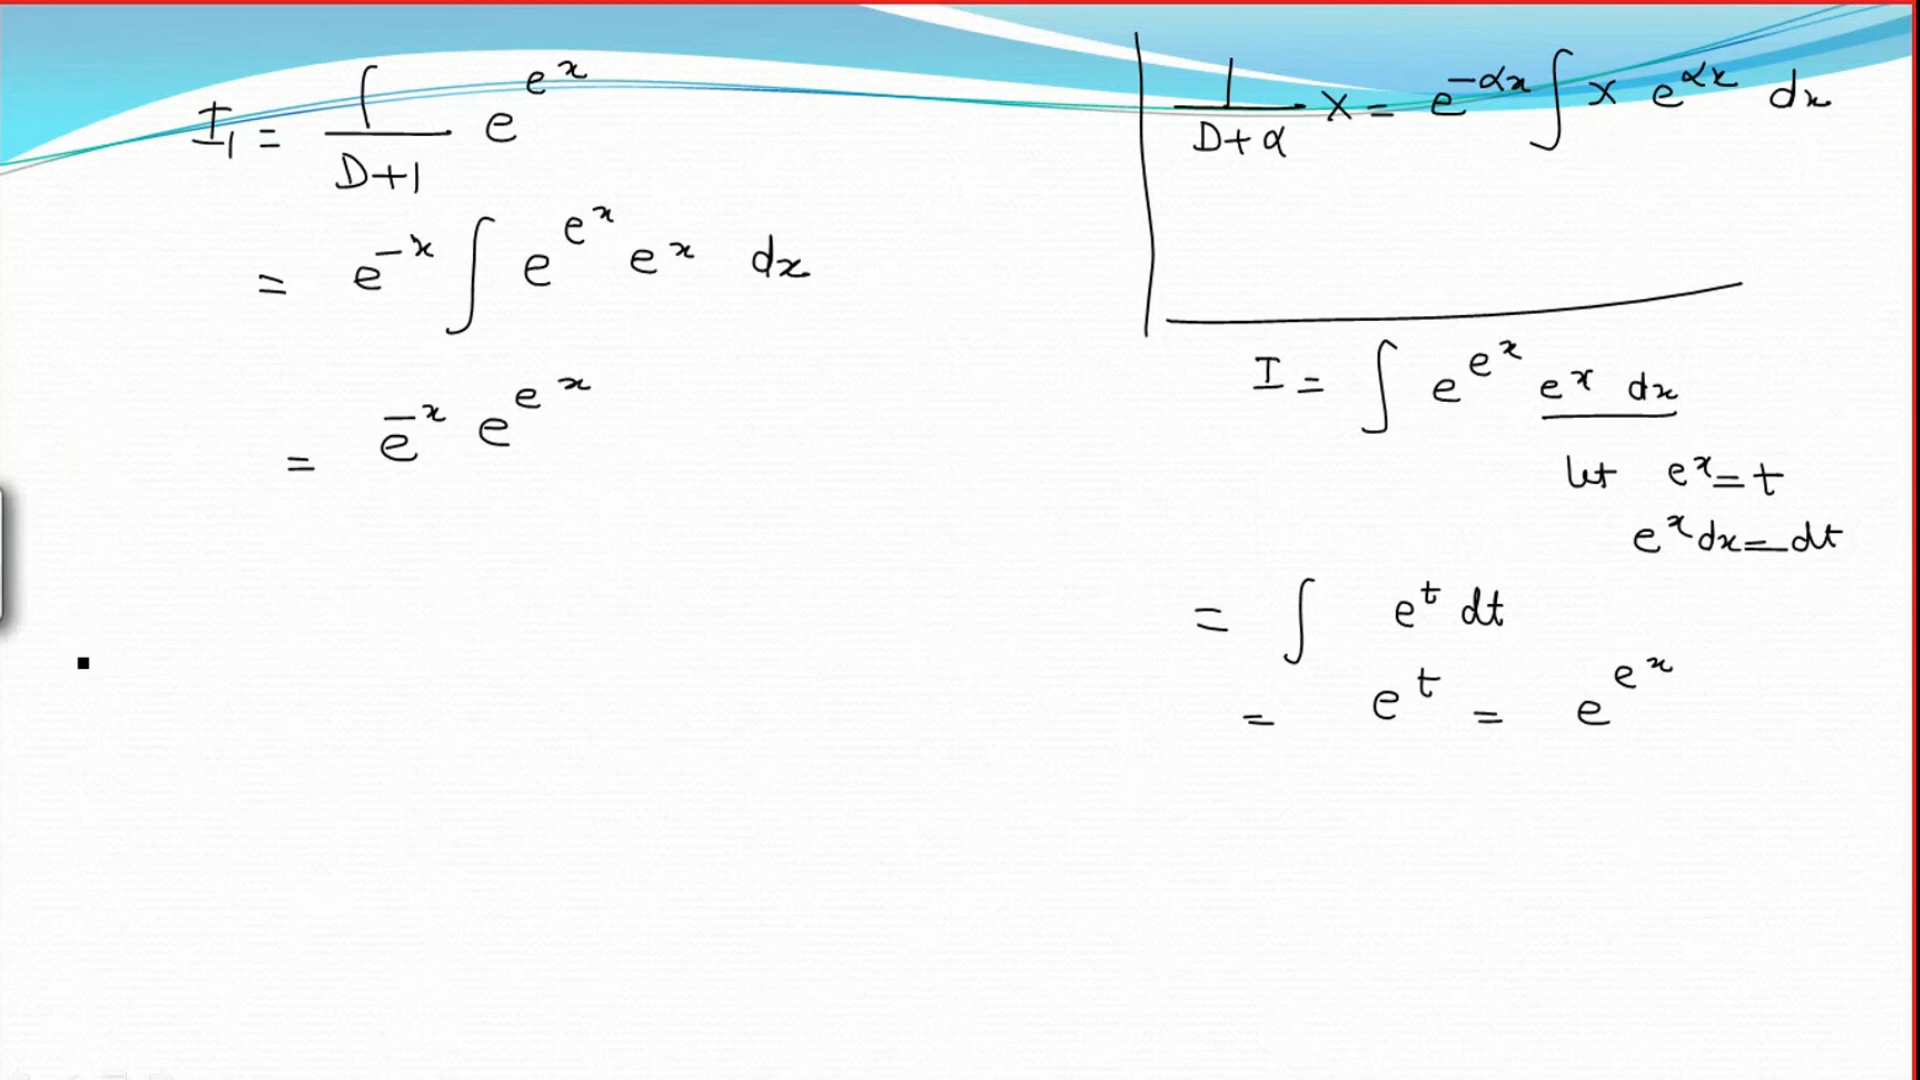 I₁ = 1/(D+1) e^{e^x}
= e^{-x} ∫ e^{e^x} e^x dx
= e^{-x} e^{e^x}
1/(D+α) X = e^{-αx} ∫ X e^{αx} dx
I = ∫ e^{e^x} e^x dx
let e^x = t
e^x dx = dt
= ∫ e^t dt
= e^t = e^{e^x}